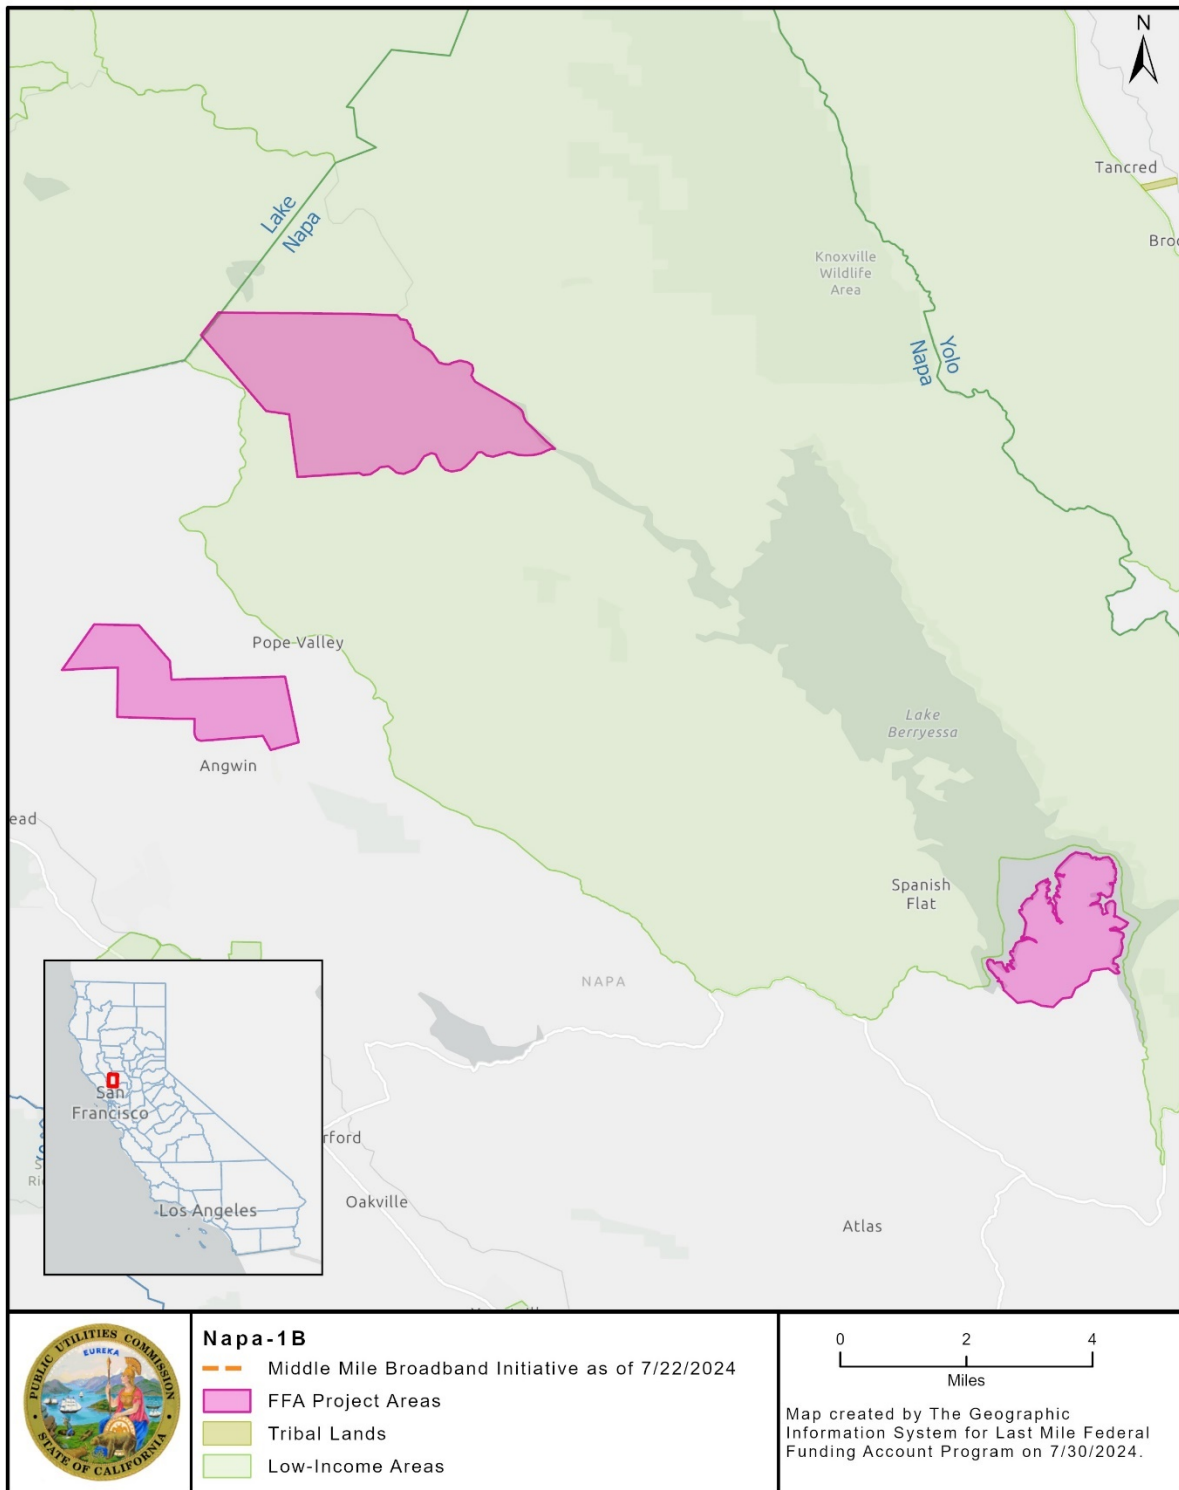 N
Tancred
Lake
Napa
Knoxville
Wildlife
Area
Yolo
Napa
Pope Valley
Lake
Berryessa
Angwin
Spanish
Flat
NAPA
San
Francisco
Los Angeles
Oakville
Atlas
PUBLIC UTILITIES COMMISSION
EUREKA
STATE OF CALIFORNIA
Napa-1B
Middle Mile Broadband Initiative as of 7/22/2024
FFA Project Areas
Tribal Lands
Low-Income Areas
0 2 4
Miles
Map created by The Geographic
Information System for Last Mile Federal
Funding Account Program on 7/30/2024.